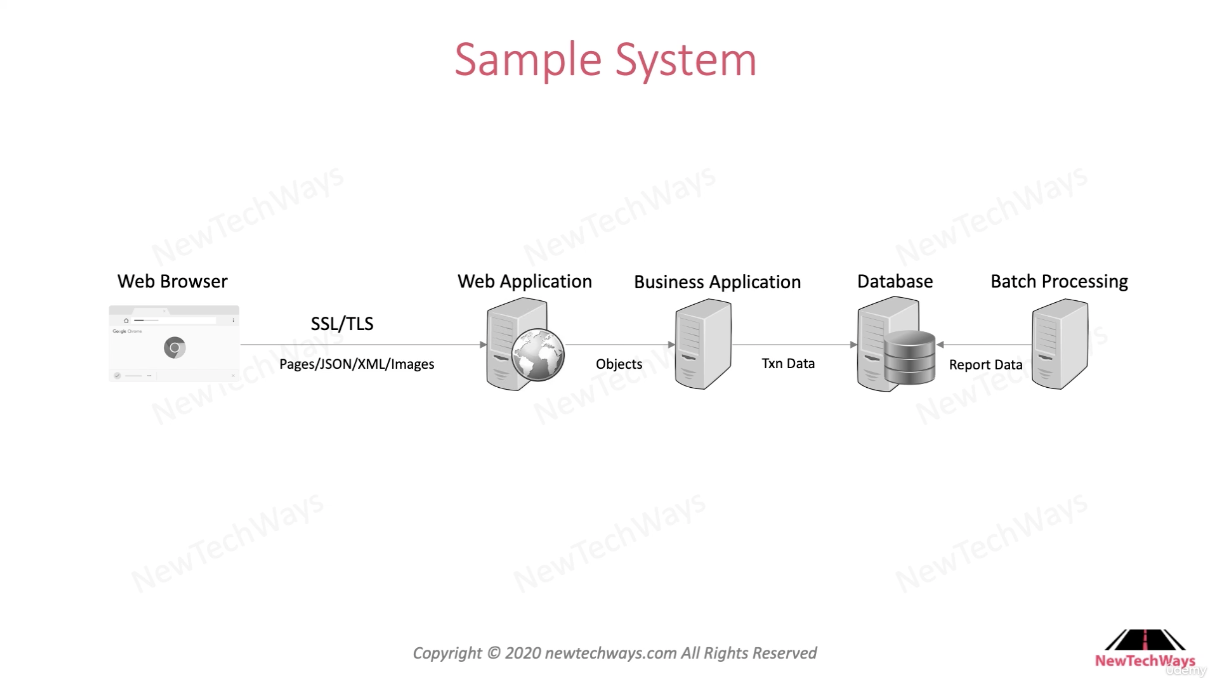 Sample System
NewTechWays NewTechWays NewTechWays
Web Browser Web Application Business Application Database Batch Processing
SSL/TLS
Google Chrome
Pages/JSON/XML/Images Objects Txn Data Report Data
NewTechWays NewTechWays NewTechWays
NewTechWays NewTechWays NewTechWays
Copyright © 2020 newtechways.com All Rights Reserved
NewTechWays
udemy